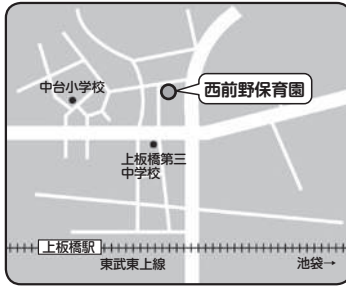 中台小学校
西前野保育園
上板橋第三
中学校
上板橋駅
東武東上線
池袋→